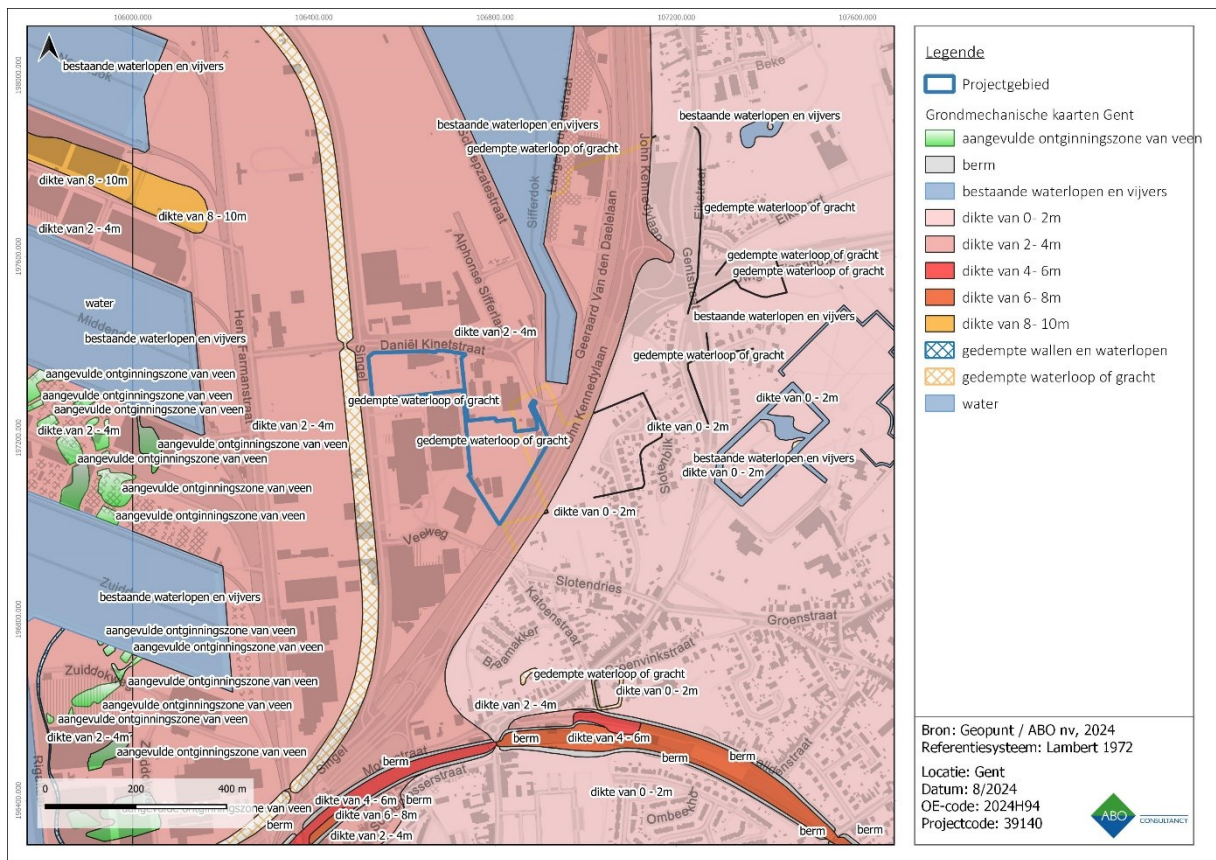 106000.000
106400.000
106800.000
107200.000
107600.000
198000.000
197600.000
197200.000
196800.000
196400.000
bestaande waterlopen en vijvers
Beke
bestaande waterlopen en vijvers
bestaande waterlopen en vijvers
gedempte waterloop of gracht
John Kennedylaan
Eikstraat
Sifferdok
dikte van 8 - 10m
dikte van 8 - 10m
dikte van 2 - 4m
gedempte waterloop of gracht
Gentstraat
Alphonse Sifferlaan
Geeraard Van den Daelelaan
gedempte waterloop of gracht
gedempte waterloop of gracht
water
bestaande waterlopen en vijvers
bestaande waterlopen en vijvers
dikte van 2 - 4m
Daniël Kinetstraat
Singel
gedempte waterloop of gracht
aangevulde ontginningszone van veen
aangevulde ontginningszone van veen
aangevulde ontginningszone van veen
gedempte waterloop of gracht
dikte van 0 - 2m
dikte van 2 - 4m
dikte van 2 - 4m
dikte van 0 - 2m
aangevulde ontginningszone van veen
gedempte waterloop of gracht
aangevulde ontginningszone van veen
bestaande waterlopen en vijvers
dikte van 0 - 2m
Slotenbilk
aangevulde ontginningszone van veen
aangevulde ontginningszone van veen
dikte van 0 - 2m
Veeweg
Slotendries
bestaande waterlopen en vijvers
Katoenstraat
Groenstraat
Braamakker
Groenvinkstraat
aangevulde ontginningszone van veen
aangevulde ontginningszone van veen
gedempte waterloop of gracht
aangevulde ontginningszone van veen
dikte van 0 - 2m
aangevulde ontginningszone van veen
dikte van 2 - 4m
aangevulde ontginningszone van veen
dikte van 2 - 4m
berm
dikte van 4 - 6m
berm
aangevulde ontginningszone van veen
Singel
berm
berm
berm
dikte van 4 - 6m
berm
dikte van 0 - 2m
dikte van 6 - 8m
berm
dikte van 2 - 4m
Ombeekhof
berm
berm
0 200 400 m
Legende
Projectgebied
Grondmechanische kaarten Gent
aangevulde ontginningszone van veen
berm
bestaande waterlopen en vijvers
dikte van 0- 2m
dikte van 2- 4m
dikte van 4- 6m
dikte van 6- 8m
dikte van 8- 10m
gedempte wallen en waterlopen
gedempte waterloop of gracht
water
Bron: Geopunt / ABO nv, 2024
Referentiesysteem: Lambert 1972
Locatie: Gent
Datum: 8/2024
OE-code: 2024H94
Projectcode: 39140
ABO CONSULTANCY